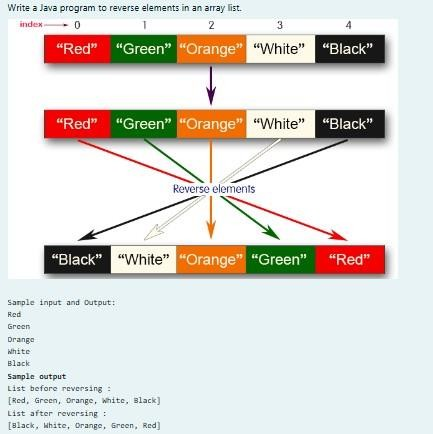 Write a Java program to reverse elements in an array list.
index 0 1 2 3 4
“Red” “Green” “Orange” “White” “Black”
“Red” “Green” “Orange” “White” “Black”
Reverse elements
“Black” “White” “Orange” “Green” “Red”
Sample input and Output:
Red
Green
Orange
White
Black
Sample output
List before reversing :
[Red, Green, Orange, White, Black]
List after reversing :
[Black, White, Orange, Green, Red]